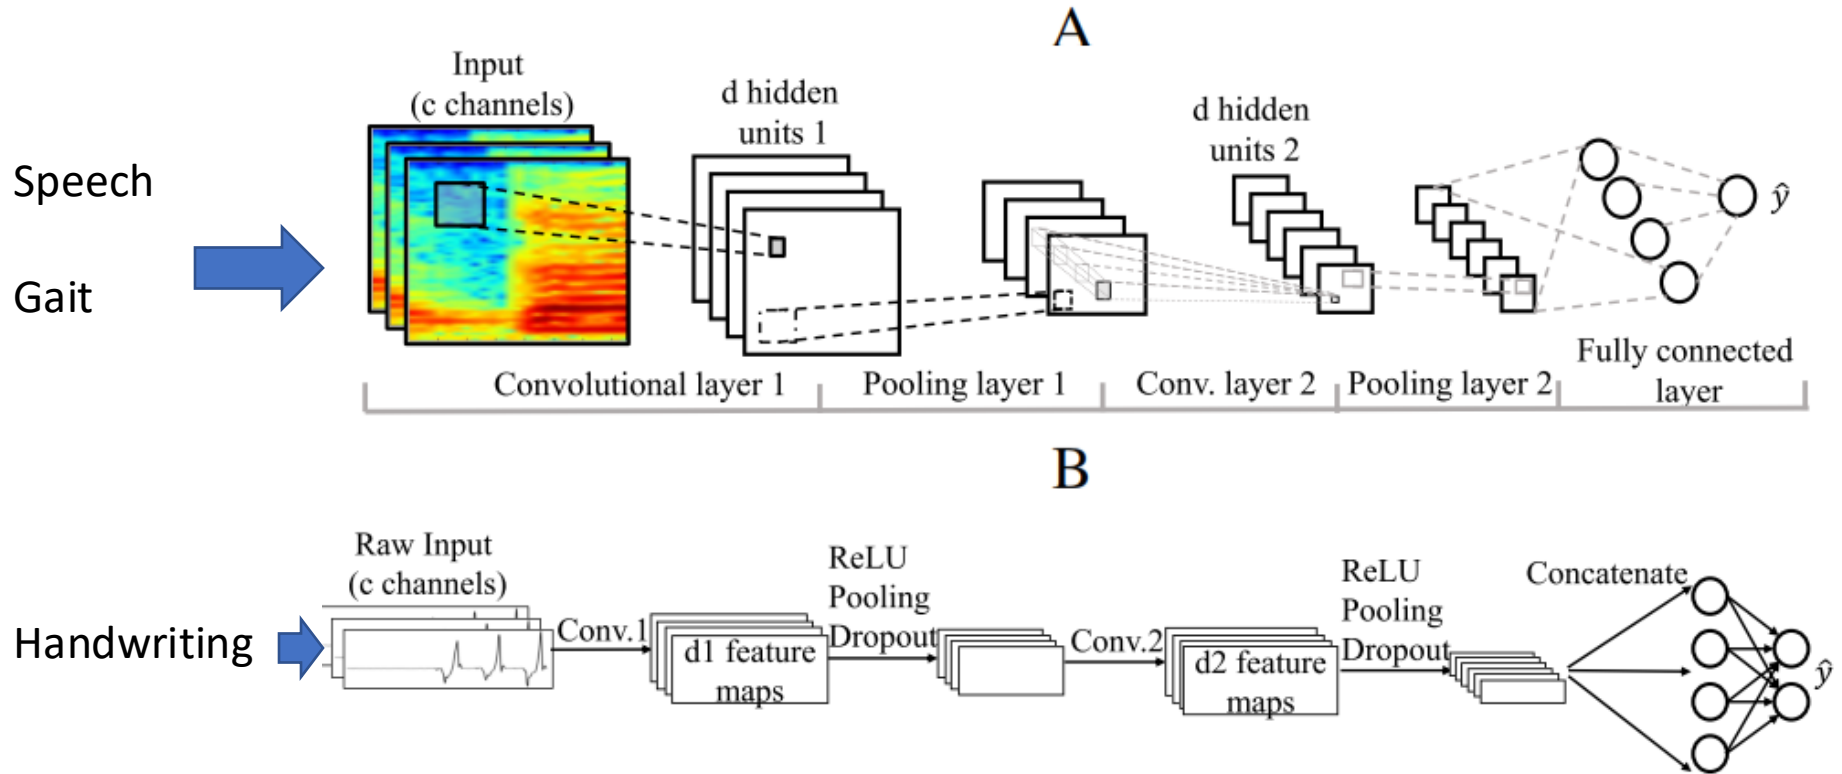 A
Input
(c channels)
d hidden
units 1
d hidden
units 2
Speech
Gait
ŷ
Fully connected
layer
Convolutional layer 1
Pooling layer 1
Conv. layer 2
Pooling layer 2
B
Raw Input
(c channels)
Handwriting
Conv.1
d1 feature
maps
ReLU
Pooling
Dropout
Conv.2
d2 feature
maps
ReLU
Pooling
Dropout
Concatenate
ŷ